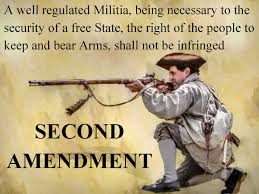 A well regulated Militia, being necessary to the
security of a free State, the right of the people to
keep and bear Arms, shall not be infringed
SECOND
AMENDMENT